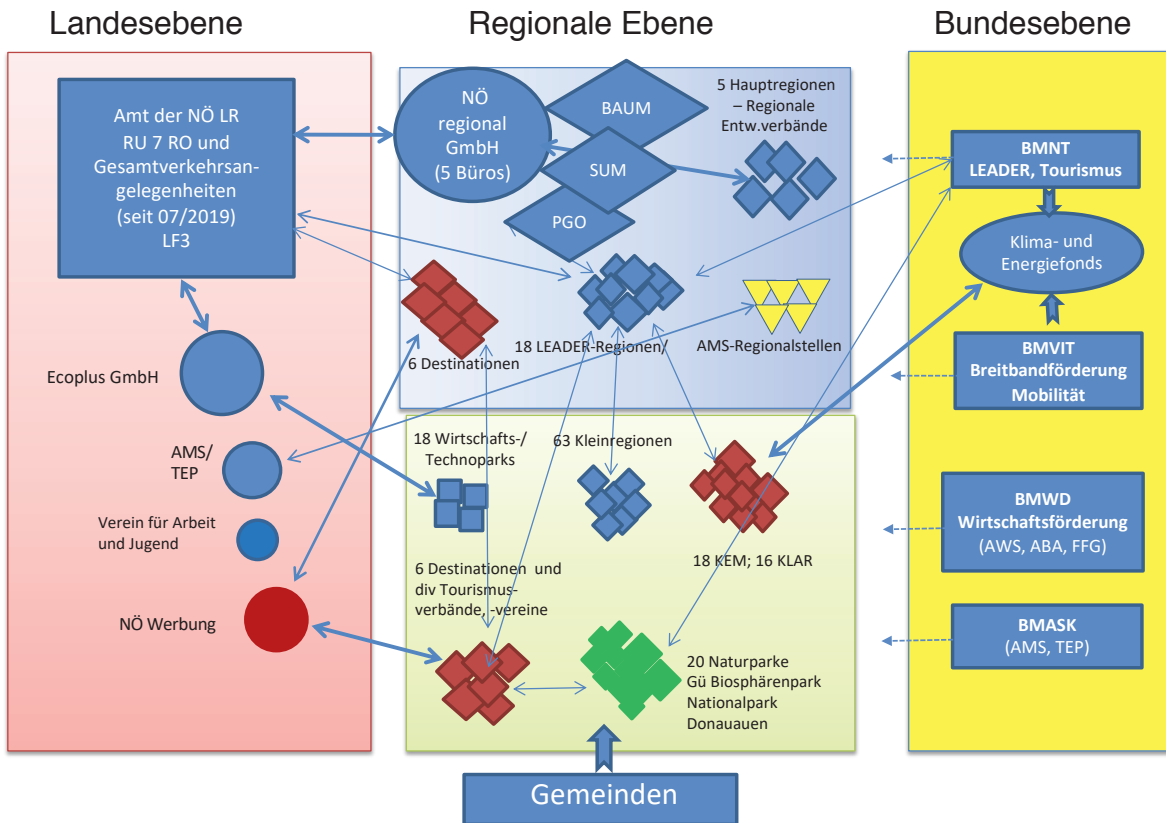 Landesebene
Regionale Ebene
Bundesebene
Amt der NÖ LR
RU 7 RO und
Gesamtverkehrsan-
gelegenheiten
(seit 07/2019)
LF3
Ecoplus GmbH
AMS/
TEP
Verein für Arbeit
und Jugend
NÖ Werbung
NÖ
regional
GmbH
(5 Büros)
BAUM
SUM
PGO
5 Hauptregionen
– Regionale
Entw.verbände
6 Destinationen
18 LEADER-Regionen/
AMS-Regionalstellen
18 Wirtschafts-/
Technoparks
63 Kleinregionen
18 KEM; 16 KLAR
6 Destinationen und
div Tourismus-
verbände, -vereine
20 Naturparke
Gü Biosphärenpark
Nationalpark
Donauauen
Gemeinden
BMNT
LEADER, Tourismus
Klima- und
Energiefonds
BMVIT
Breitbandförderung
Mobilität
BMWD
Wirtschaftsförderung
(AWS, ABA, FFG)
BMASK
(AMS, TEP)